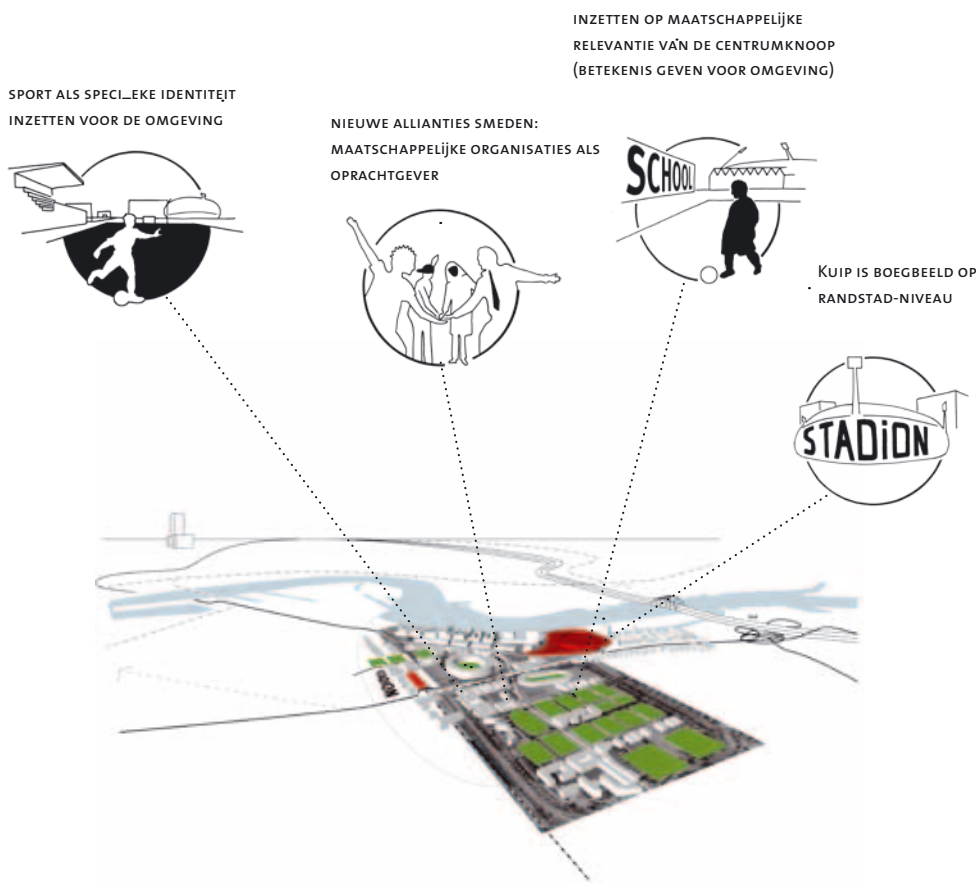 INZETTEN OP MAATSCHAPPELIJKE
RELEVANTIE VAN DE CENTRUMKNOOP
(BETEKENIS GEVEN VOOR OMGEVING)
SPORT ALS SPECI_EKE IDENTITEIT
INZETTEN VOOR DE OMGEVING
NIEUWE ALLIANTIES SMEDEN:
MAATSCHAPPELIJKE ORGANISATIES ALS
OPRACHTGEVER
SCHOOL
KUIP IS BOEGBEELD OP
RANDSTAD-NIVEAU
STADION